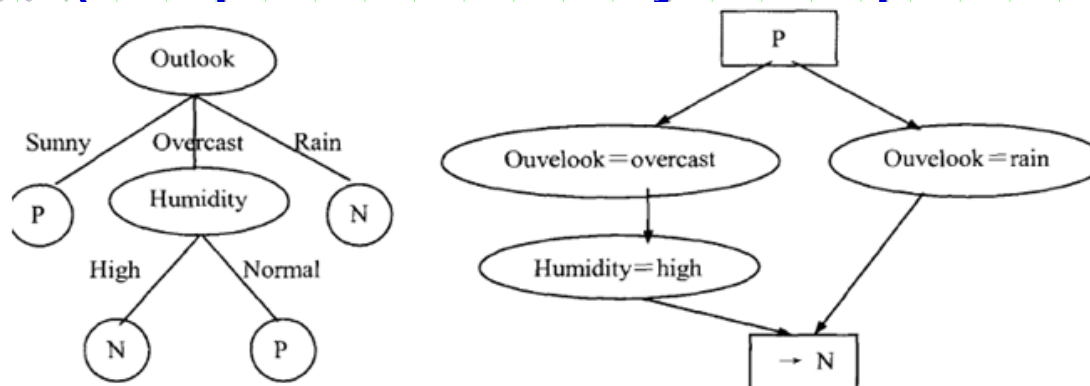 Outlook
Sunny
Overcast
Rain
P
Humidity
N
High
Normal
N
P
P
Ouvelook=overcast
Ouvelook=rain
Humidity=high
→ N